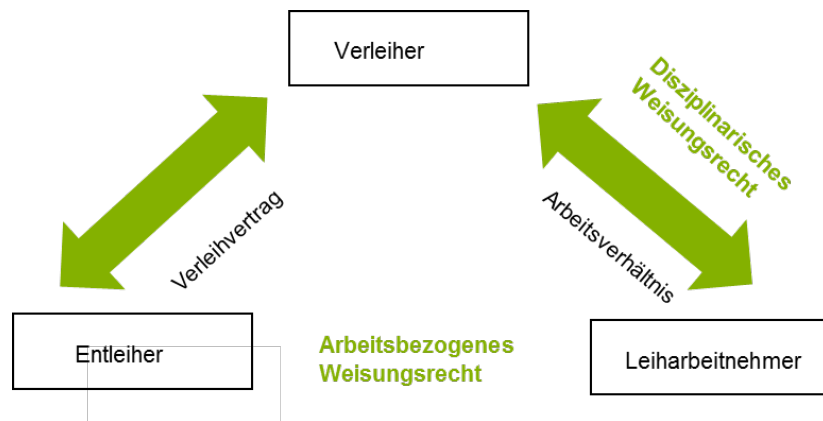 Verleiher
Disziplinarisches
Weisungsrecht
Verleihvertrag
Arbeitsverhältnis
Entleiher
Arbeitsbezogenes
Weisungsrecht
Leiharbeitnehmer